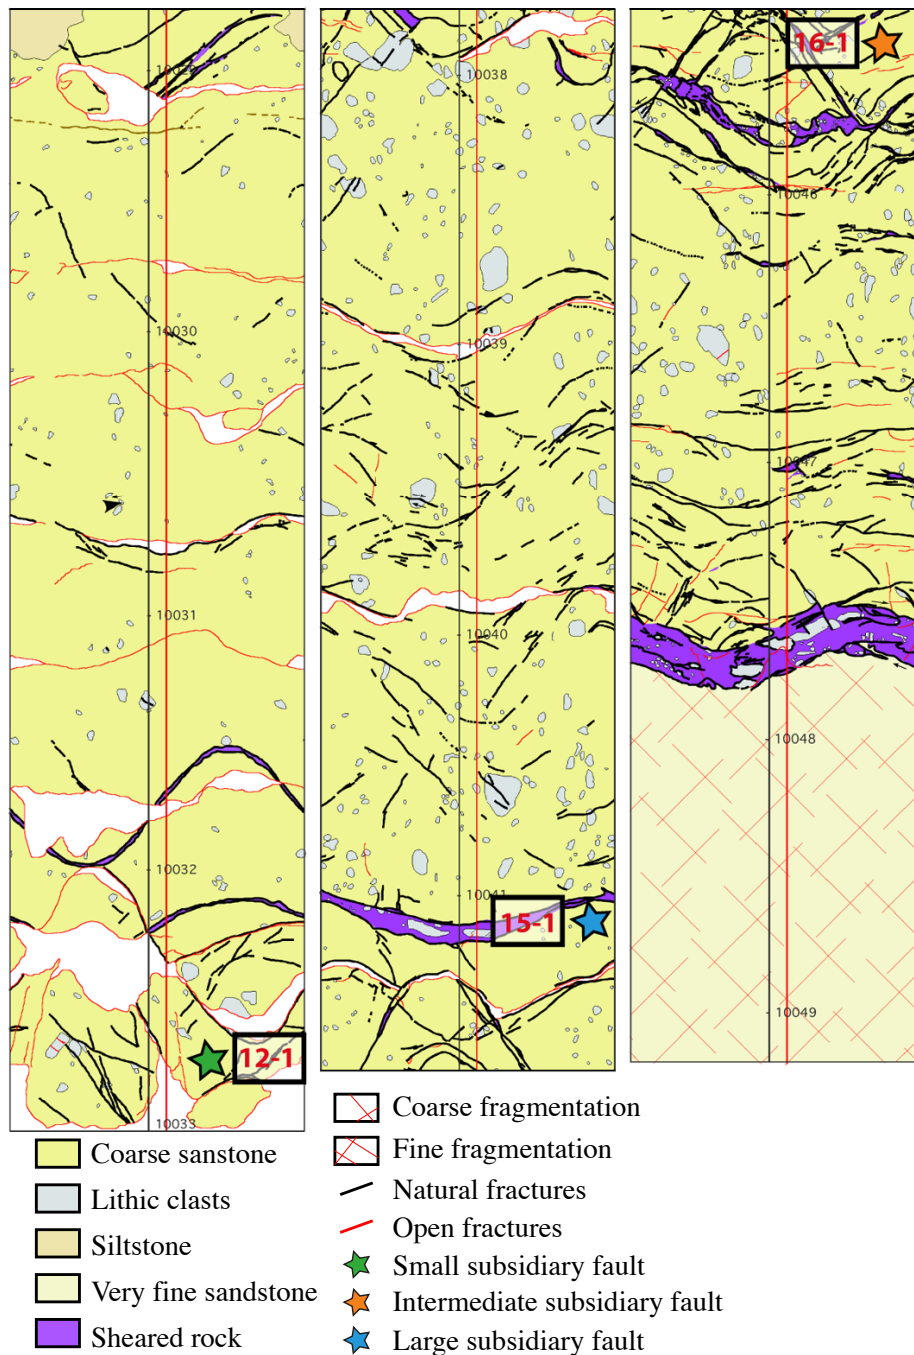 10029
10030
10031
10032
12-1
10033
10038
10039
10040
10041
15-1
16-1
10046
10047
10048
10049
Coarse sanstone
Lithic clasts
Siltstone
Very fine sandstone
Sheared rock
Coarse fragmentation
Fine fragmentation
Natural fractures
Open fractures
Small subsidiary fault
Intermediate subsidiary fault
Large subsidiary fault